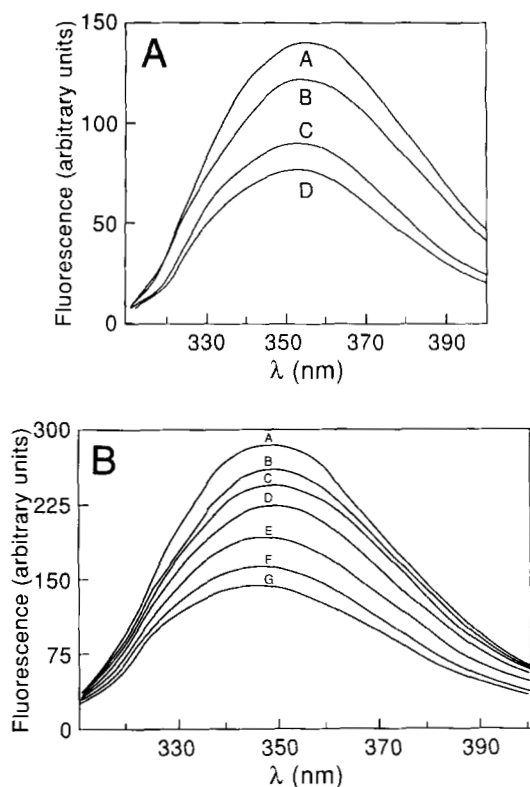 A
Fluorescence (arbitrary units)
150
100
50
0
A
B
C
D
330 350 370 390
λ (nm)
B
Fluorescence (arbitrary units)
300
225
150
75
0
A
B
C
D
E
F
G
330 350 370 390
λ (nm)